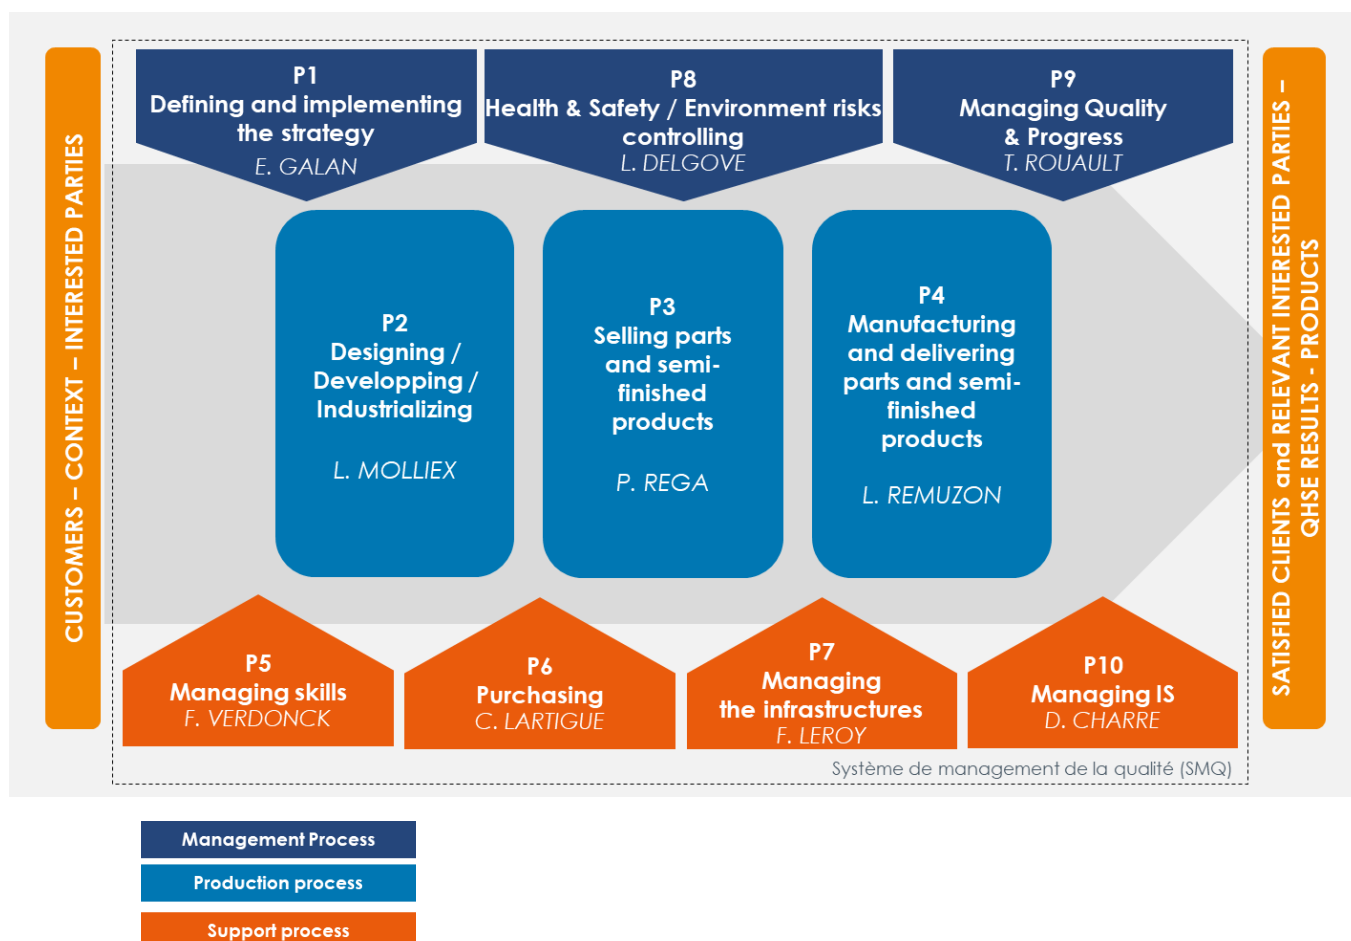 CUSTOMERS – CONTEXT – INTERESTED PARTIES
P1
Defining and implementing
the strategy
E. GALAN
P8
Health & Safety / Environment risks
controlling
L. DELGOVE
P9
Managing Quality
& Progress
T. ROUAULT
P2
Designing /
Developping /
Industrializing
L. MOLLIEX
P3
Selling parts
and semi-
finished
products
P. REGA
P4
Manufacturing
and delivering
parts and semi-
finished
products
L. REMUZON
P5
Managing skills
F. VERDONCK
P6
Purchasing
C. LARTIGUE
P7
Managing
the infrastructures
F. LEROY
P10
Managing IS
D. CHARRE
Système de management de la qualité (SMQ)
SATISFIED CLIENTS and RELEVANT INTERESTED PARTIES –
QHSE RESULTS - PRODUCTS
Management Process
Production process
Support process